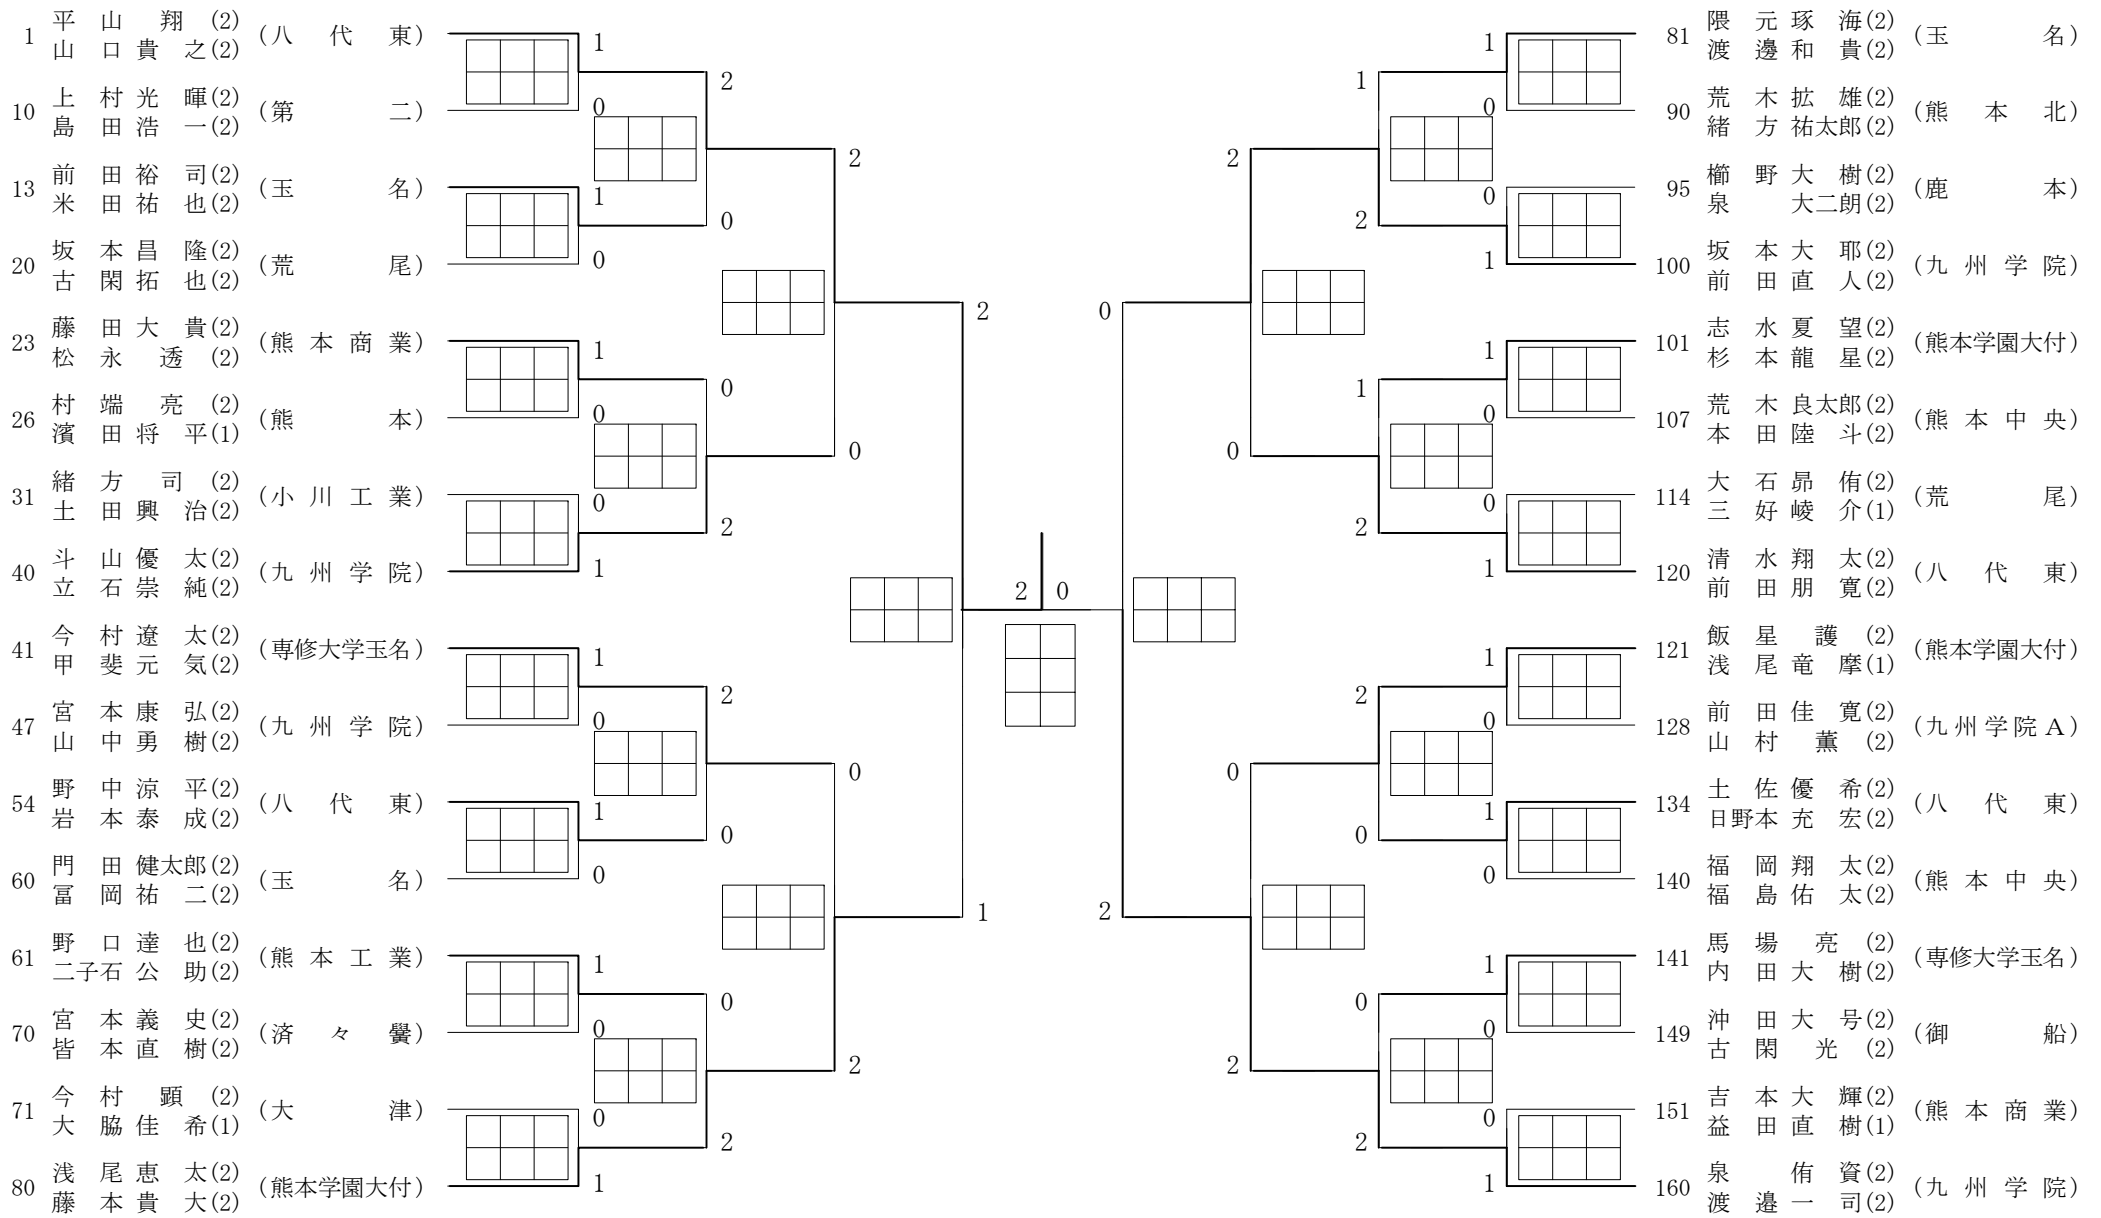 平 山 翔 (2)
1 (八 代 東)
山 口 貴 之(2)
上 村 光 暉(2)
10 (第 二)
島 田 浩 一(2)
前 田 裕 司(2)
13 (玉 名)
米 田 祐 也(2)
坂 本 昌 隆(2)
20 (荒 尾)
古 閑 拓 也(2)
藤 田 大 貴(2)
23 (熊 本 商 業)
松 永 透 (2)
村 端 亮 (2)
26 (熊 本)
濱 田 将 平(1)
緒 方 司 (2)
31 (小 川 工 業)
土 田 興 治(2)
斗 山 優 太(2)
40 (九 州 学 院)
立 石 崇 純(2)
今 村 遼 太(2)
41 (専修大学玉名)
甲 斐 元 気(2)
宮 本 康 弘(2)
47 (九 州 学 院)
山 中 勇 樹(2)
野 中 涼 平(2)
54 (八 代 東)
岩 本 泰 成(2)
門 田 健太郎(2)
60 (玉 名)
冨 岡 祐 二(2)
野 口 達 也(2)
61 (熊 本 工 業)
二子石 公 助(2)
宮 本 義 史(2)
70 (済 々 黌)
皆 本 直 樹(2)
今 村 顕 (2)
71 (大 津)
大 脇 佳 希(1)
浅 尾 恵 太(2)
80 (熊本学園大付)
藤 本 貴 大(2)
1
0
1
0
1
0
0
1
1
0
1
0
1
0
0
1
2
0
0
2
2
0
0
2
2
0
0
2
2
1
2 0
0
2
2
0
0
2
1
2
1
2
2
0
0
2
1
0
0
1
1
0
0
1
1
0
1
0
1
0
0
1
隈 元 琢 海(2)
81 (玉 名)
渡 邊 和 貴(2)
荒 木 拡 雄(2)
90 (熊 本 北)
緒 方 祐太郎(2)
櫛 野 大 樹(2)
95 (鹿 本)
泉 大二朗(2)
坂 本 大 耶(2)
100 (九 州 学 院)
前 田 直 人(2)
志 水 夏 望(2)
101 (熊本学園大付)
杉 本 龍 星(2)
荒 木 良太郎(2)
107 (熊 本 中 央)
本 田 陸 斗(2)
大 石 昴 侑(2)
114 (荒 尾)
三 好 崚 介(1)
清 水 翔 太(2)
120 (八 代 東)
前 田 朋 寛(2)
飯 星 護 (2)
121 (熊本学園大付)
浅 尾 竜 摩(1)
前 田 佳 寛(2)
128 (九 州 学 院 A)
山 村 薫 (2)
土 佐 優 希(2)
134 (八 代 東)
日野本 充 宏(2)
福 岡 翔 太(2)
140 (熊 本 中 央)
福 島 佑 太(2)
馬 場 亮 (2)
141 (専修大学玉名)
内 田 大 樹(2)
沖 田 大 号(2)
149 (御 船)
古 閑 光 (2)
吉 本 大 輝(2)
151 (熊 本 商 業)
益 田 直 樹(1)
泉 侑 資(2)
160 (九 州 学 院)
渡 邉 一 司(2)